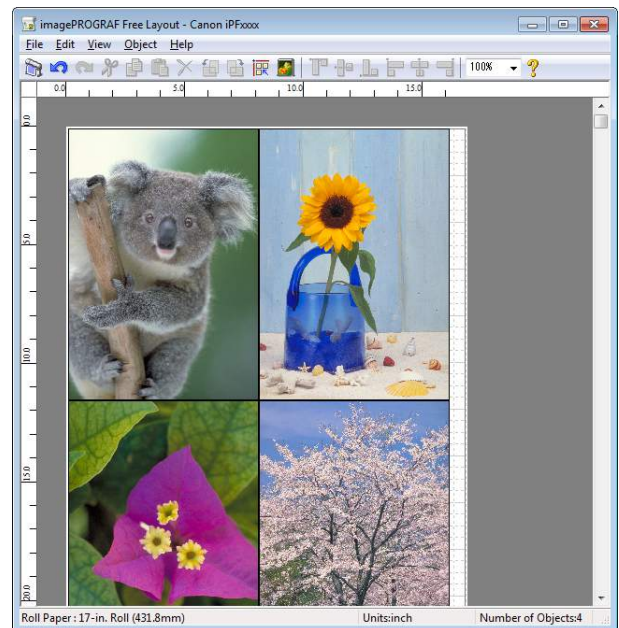 imagePROGRAF Free Layout - Canon iPFxxxx
File Edit View Object Help
100%
0.0 5.0 10.0 15.0
0.0
5.0
10.0
15.0
20.0
Roll Paper : 17-in. Roll (431.8mm) Units:inch Number of Objects:4